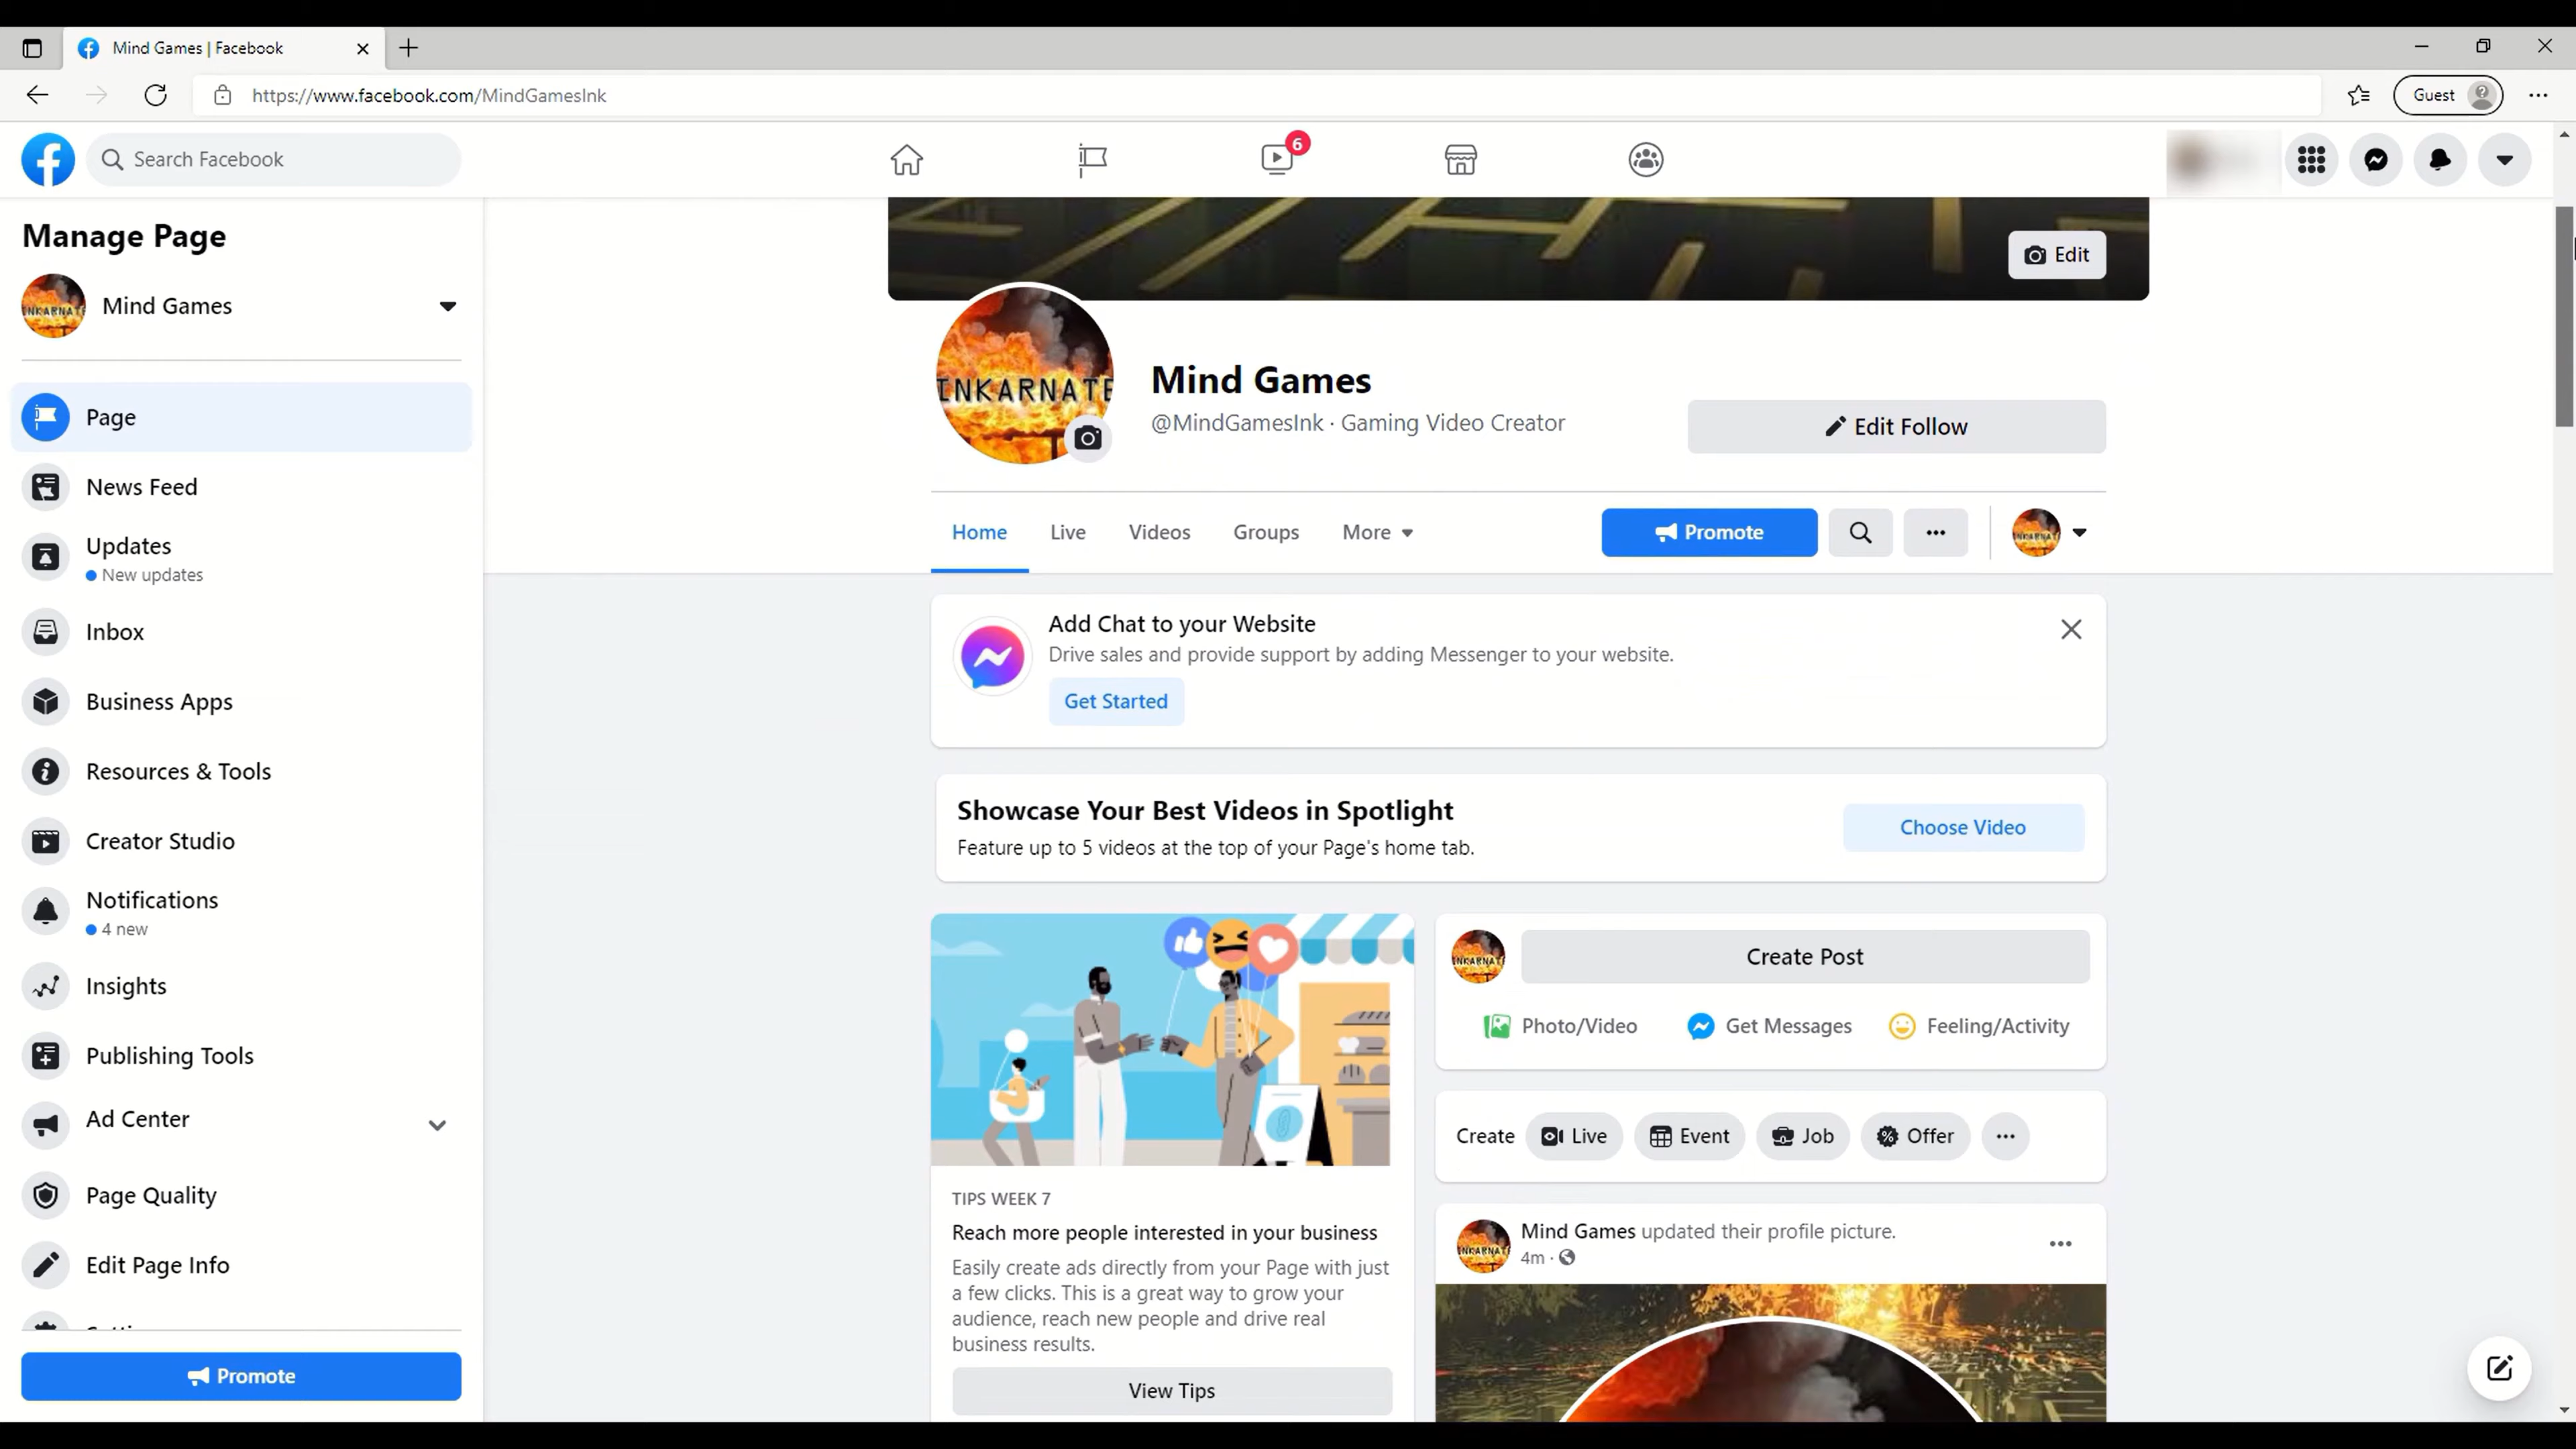 Mind Games | Facebook
https://www.facebook.com/MindGamesInk
Guest
Search Facebook
6
Manage Page
Mind Games
Page
News Feed
Updates
New updates
Inbox
Business Apps
Resources & Tools
Creator Studio
Notifications
4 new
Insights
Publishing Tools
Ad Center
Page Quality
Edit Page Info
Promote
Edit
INKARNATE
Mind Games
@MindGamesInk · Gaming Video Creator
Edit Follow
Home Live Videos Groups More
Promote
Add Chat to your Website
Drive sales and provide support by adding Messenger to your website.
Get Started
Showcase Your Best Videos in Spotlight
Feature up to 5 videos at the top of your Page's home tab.
Choose Video
TIPS WEEK 7
Reach more people interested in your business
Easily create ads directly from your Page with just
a few clicks. This is a great way to grow your
audience, reach new people and drive real
business results.
View Tips
Create Post
Photo/Video Get Messages Feeling/Activity
Create Live Event Job Offer
Mind Games updated their profile picture.
4m ·